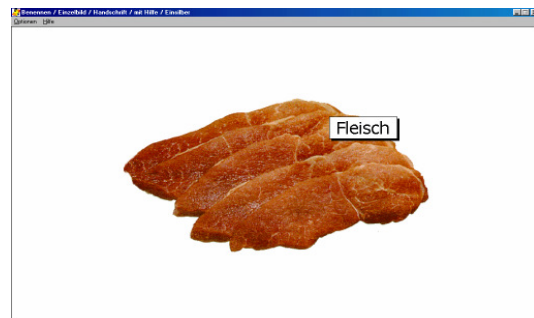 Benennen / Einzelbild / Handschrift / mit Hilfe / Einsilber
Optionen Hilfe
Fleisch